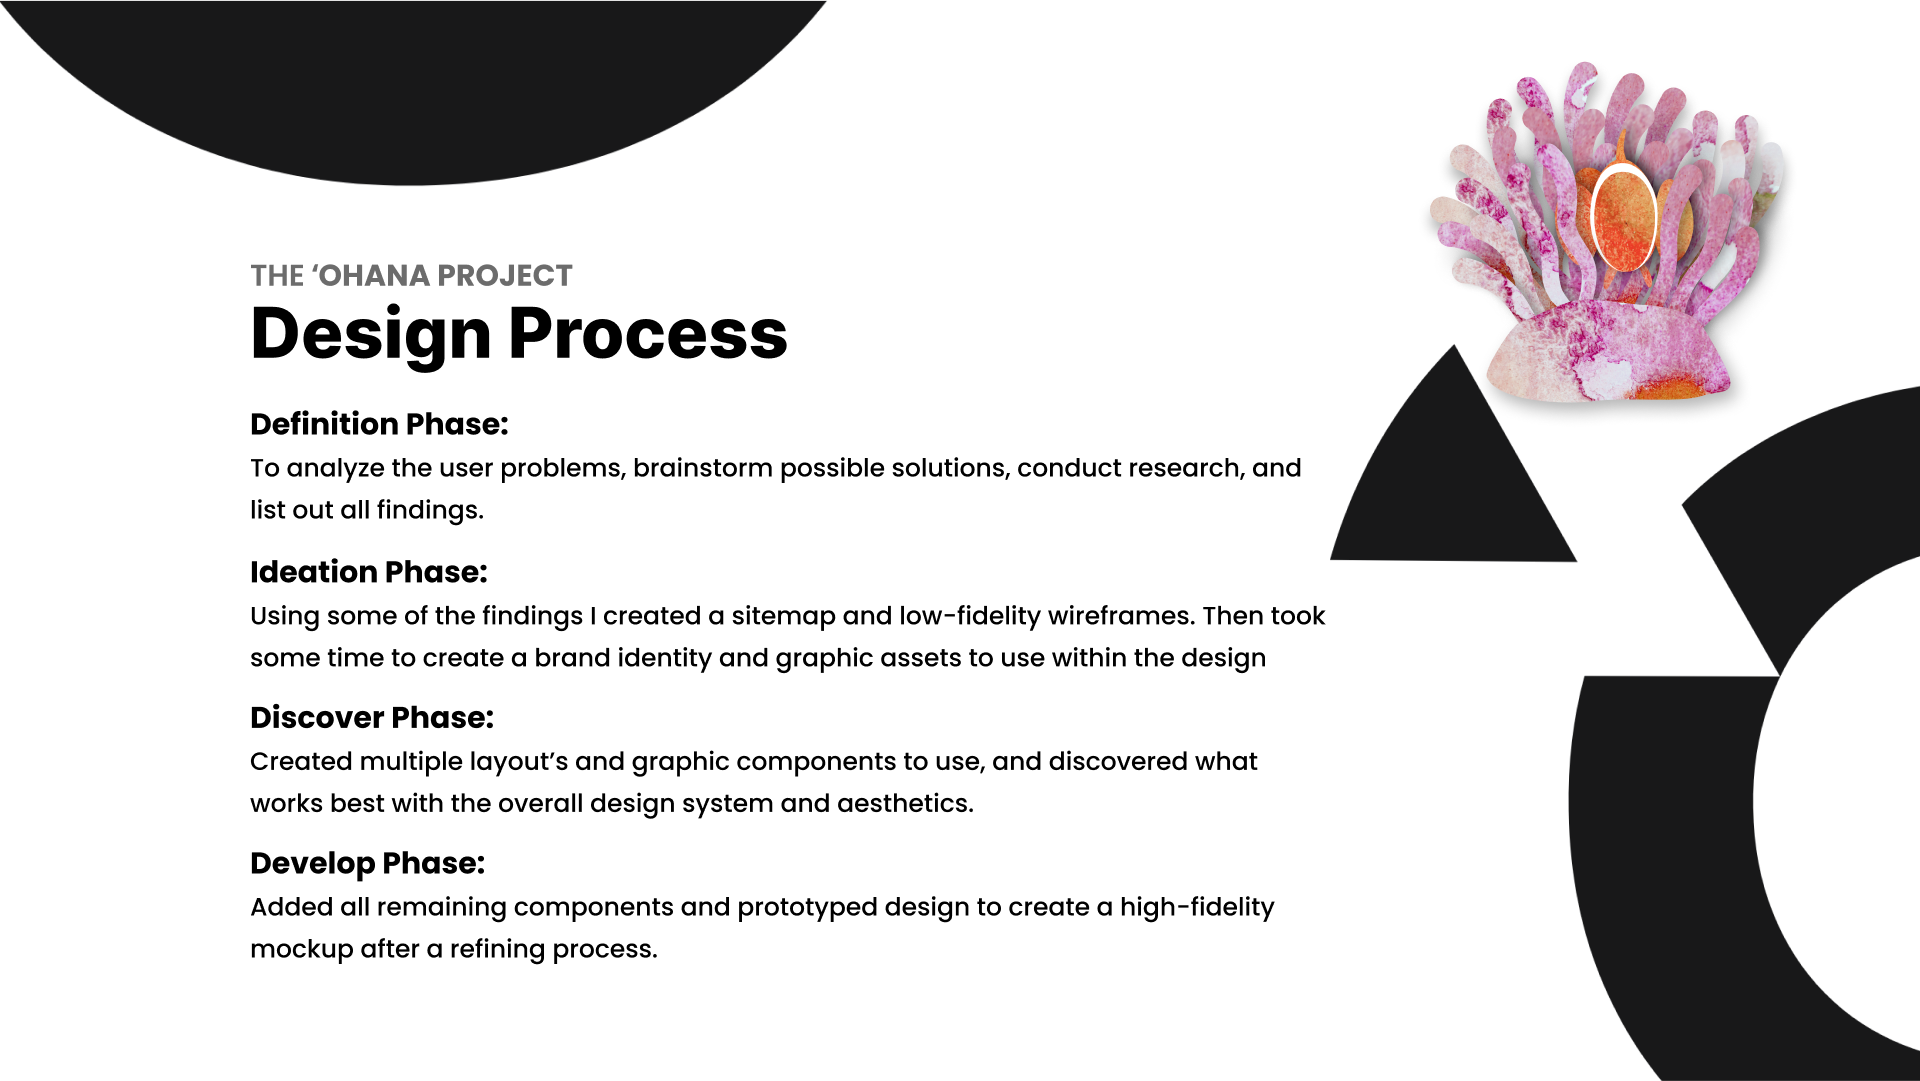 THE ‘OHANA PROJECT
Design Process
Definition Phase:
To analyze the user problems, brainstorm possible solutions, conduct research, and
list out all findings.
Ideation Phase:
Using some of the findings I created a sitemap and low-fidelity wireframes. Then took
some time to create a brand identity and graphic assets to use within the design
Discover Phase:
Created multiple layout’s and graphic components to use, and discovered what
works best with the overall design system and aesthetics.
Develop Phase:
Added all remaining components and prototyped design to create a high-fidelity
mockup after a refining process.